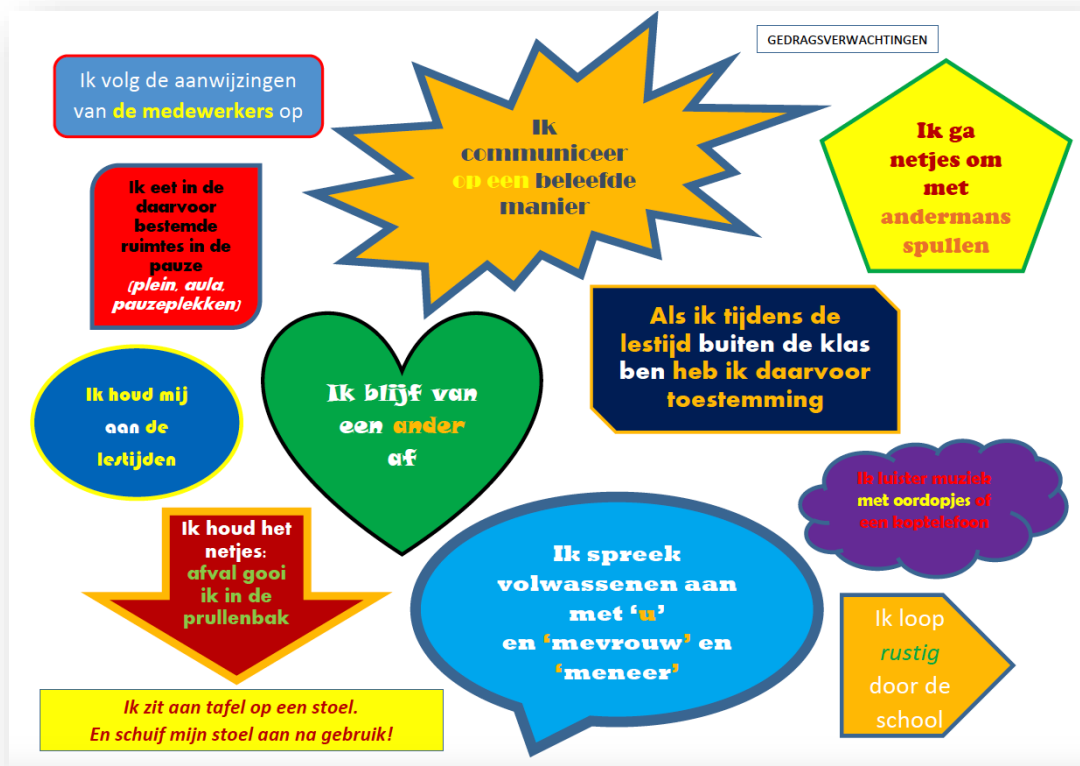 GEDRAGSVERWACHTINGEN
Ik volg de aanwijzingen
van de medewerkers op
Ik
communiceer
op een beleefde
manier
Ik ga
netjes om
met
andermans
spullen
Ik eet in de
daarvoor
bestemde
ruimtes in de
pauze
(plein, aula,
pauzeplekken)
Als ik tijdens de
lestijd buiten de klas
ben heb ik daarvoor
toestemming
Ik houd mij
aan de
lestijden
Ik blijf van
een ander
af
Ik luister muziek
met oordopjes of
een koptelefoon
Ik houd het
netjes:
afval gooi
ik in de
prullenbak
Ik spreek
volwassenen aan
met ‘u’
en ‘mevrouw’ en
‘meneer’
Ik loop
rustig
door de
school
Ik zit aan tafel op een stoel.
En schuif mijn stoel aan na gebruik!